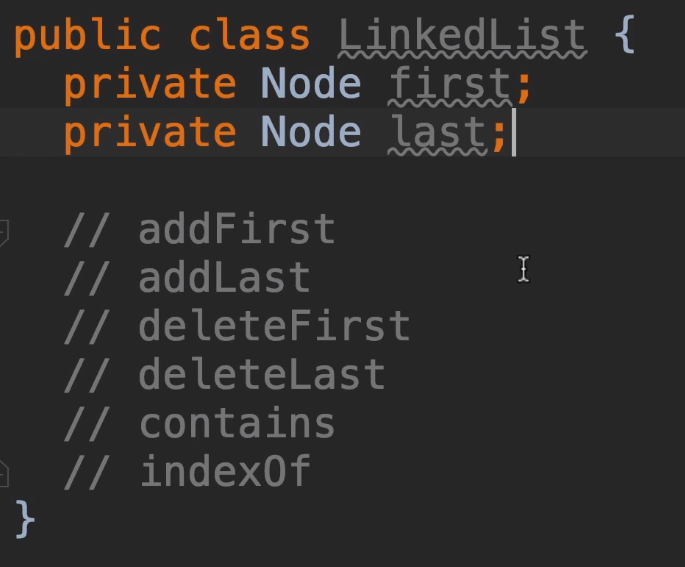 public class LinkedList {
  private Node first;
  private Node last;
  // addFirst
  // addLast
  // deleteFirst
  // deleteLast
  // contains
  // indexOf
}